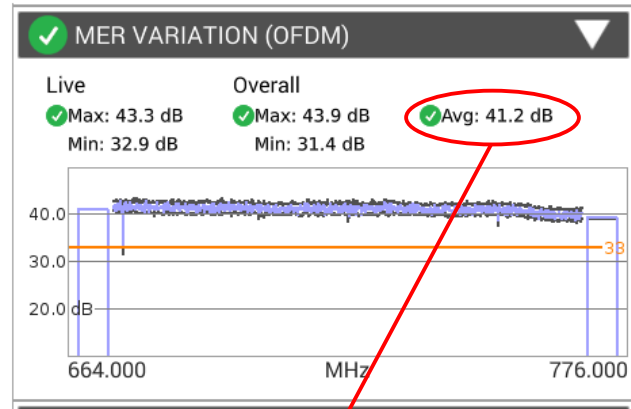 MER VARIATION (OFDM)
Live Overall
Max: 43.3 dB Max: 43.9 dB Avg: 41.2 dB
Min: 32.9 dB Min: 31.4 dB
40.0
33
30.0
20.0 dB
664.000 MHz 776.000